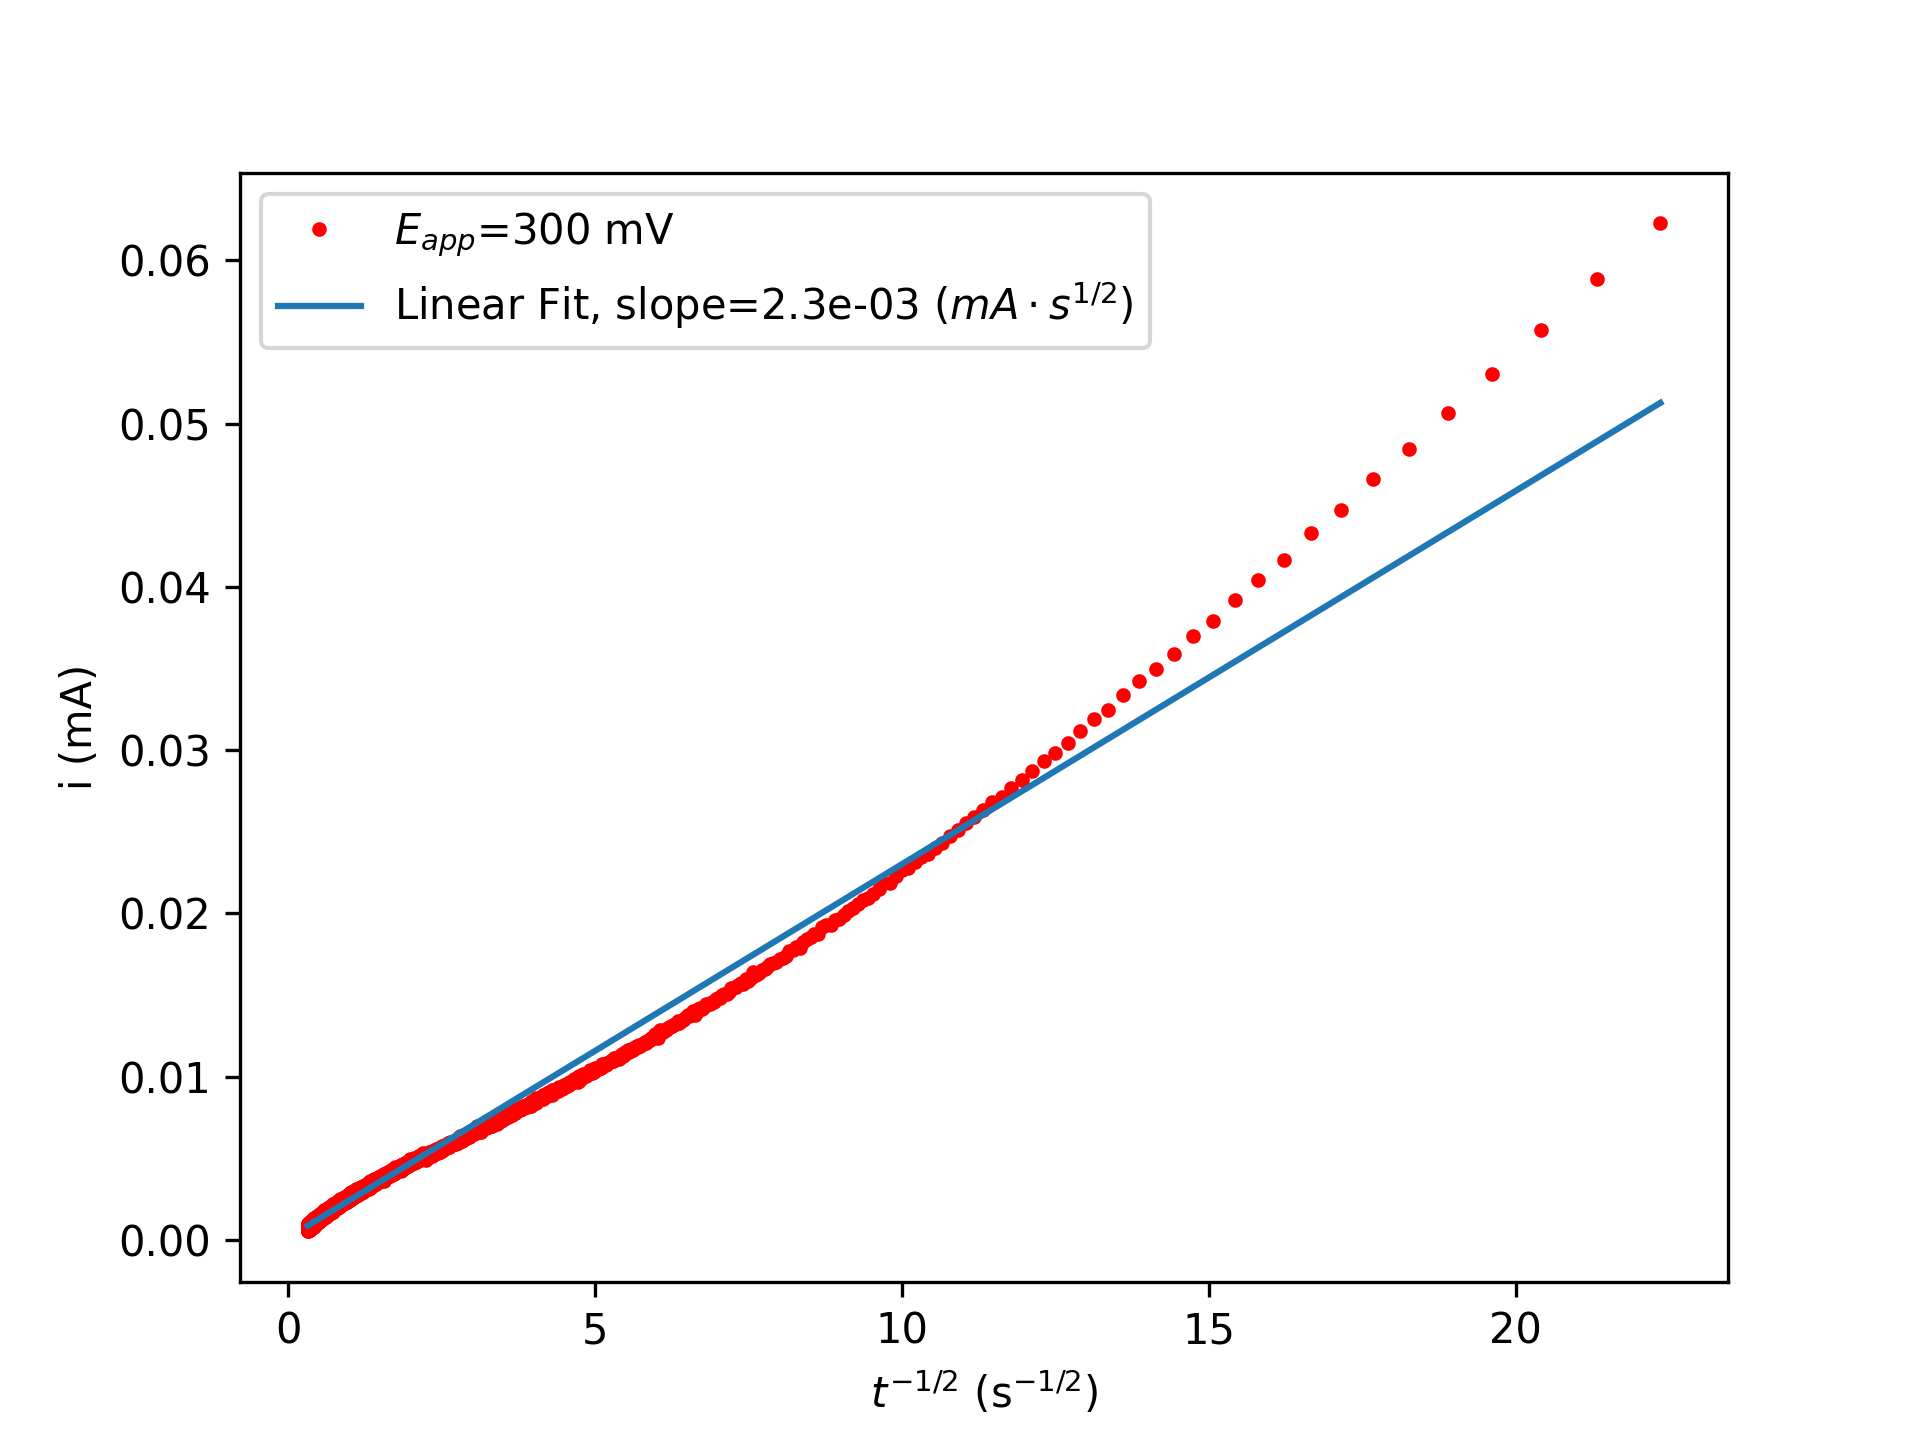 E_app=300 mV
Linear Fit, slope=2.3e-03 (mA · s^1/2)
0.06
0.05
0.04
0.03
0.02
0.01
0.00
i (mA)
0 5 10 15 20
t^−1/2 (s^−1/2)